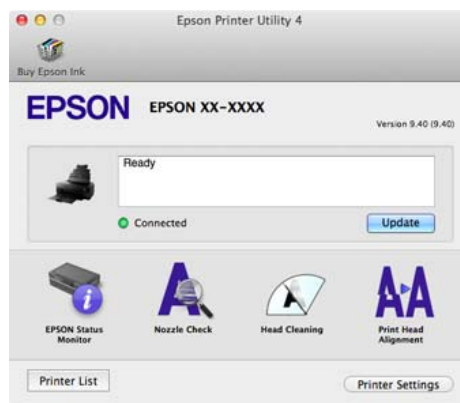 Epson Printer Utility 4
Buy Epson Ink
EPSON
EPSON XX-XXXX
Version 9.40 (9.40)
Ready
Connected
Update
EPSON Status
Monitor
Nozzle Check
Head Cleaning
Print Head
Alignment
Printer List
Printer Settings